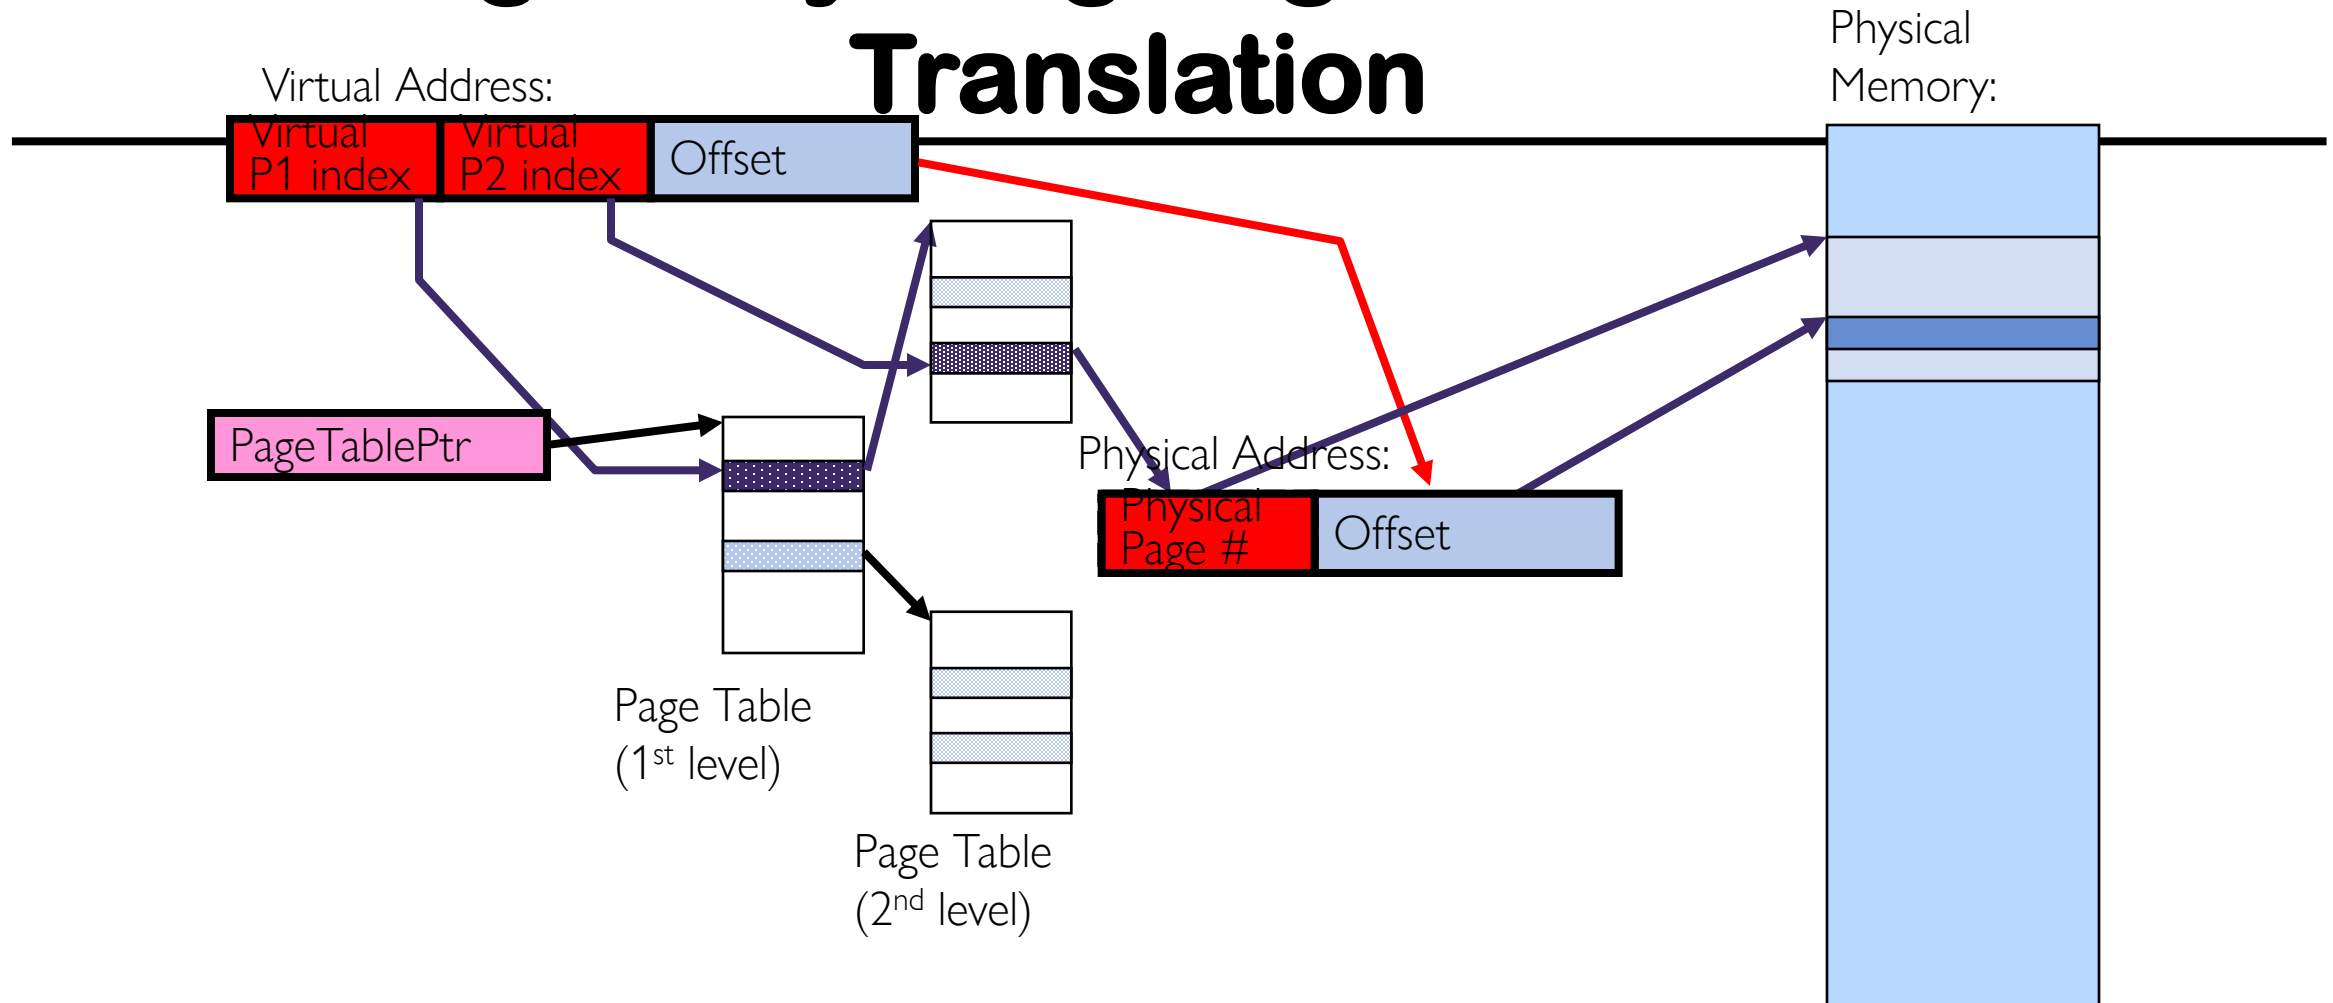 Translation
Physical
Memory:
Virtual Address:
Virtual
P1 index
Virtual
P2 index
Offset
PageTablePtr
Physical Address:
Physical
Page #
Offset
Page Table
(1st level)
Page Table
(2nd level)